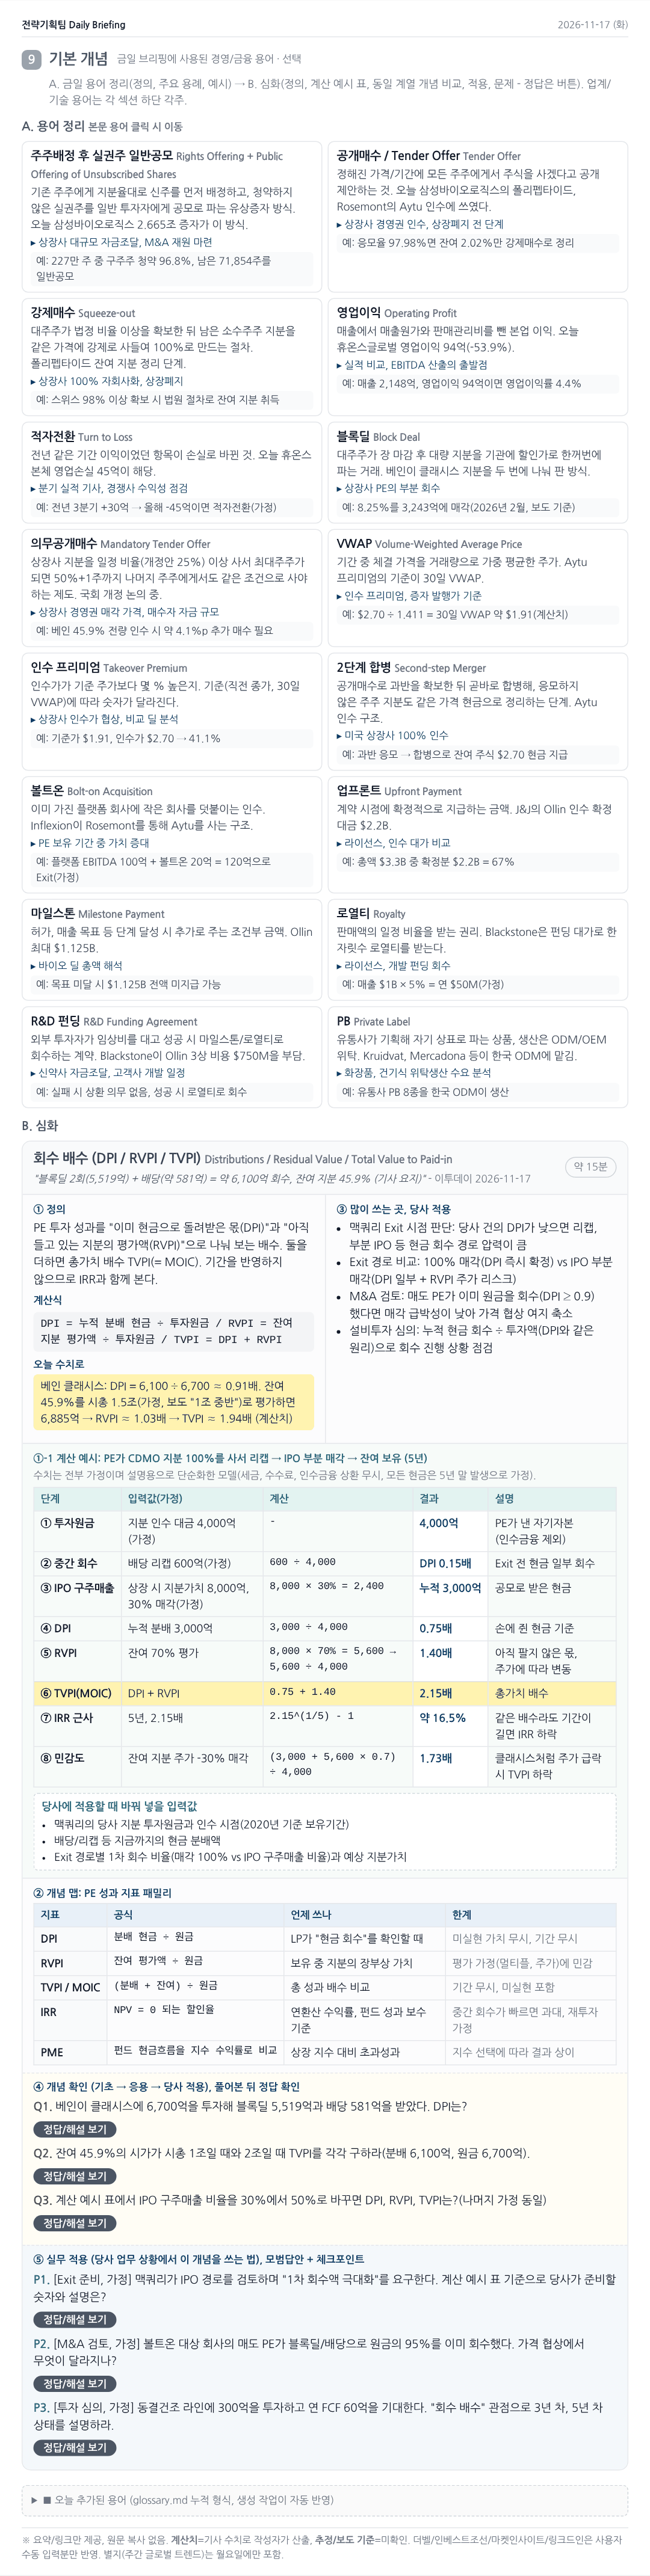 전략기획팀 Daily Briefing
2026-11-17 (화)
9 기본 개념 금일 브리핑에 사용된 경영/금융 용어 · 선택
A. 금일 용어 정리(정의, 주요 용례, 예시) → B. 심화(정의, 계산 예시 표, 동일 계열 개념 비교, 적용, 문제 - 정답은 버튼). 업계/
기술 용어는 각 섹션 하단 각주.
A. 용어 정리 본문 용어 클릭 시 이동
주주배정 후 실권주 일반공모 Rights Offering + Public
Offering of Unsubscribed Shares
기존 주주에게 지분율대로 신주를 먼저 배정하고, 청약하지
않은 실권주를 일반 투자자에게 공모로 파는 유상증자 방식.
오늘 삼성바이오로직스 2.665조 증자가 이 방식.
▸ 상장사 대규모 자금조달, M&A 재원 마련
예: 227만 주 중 구주주 청약 96.8%, 남은 71,854주를
일반공모
공개매수 / Tender Offer Tender Offer
정해진 가격/기간에 모든 주주에게서 주식을 사겠다고 공개
제안하는 것. 오늘 삼성바이오로직스의 폴리펩타이드,
Rosemont의 Aytu 인수에 쓰였다.
▸ 상장사 경영권 인수, 상장폐지 전 단계
예: 응모율 97.98%면 잔여 2.02%만 강제매수로 정리
강제매수 Squeeze-out
대주주가 법정 비율 이상을 확보한 뒤 남은 소수주주 지분을
같은 가격에 강제로 사들여 100%로 만드는 절차.
폴리펩타이드 잔여 지분 정리 단계.
▸ 상장사 100% 자회사화, 상장폐지
예: 스위스 98% 이상 확보 시 법원 절차로 잔여 지분 취득
영업이익 Operating Profit
매출에서 매출원가와 판매관리비를 뺀 본업 이익. 오늘
휴온스글로벌 영업이익 94억(-53.9%).
▸ 실적 비교, EBITDA 산출의 출발점
예: 매출 2,148억, 영업이익 94억이면 영업이익률 4.4%
적자전환 Turn to Loss
전년 같은 기간 이익이었던 항목이 손실로 바뀐 것. 오늘 휴온스
본체 영업손실 45억이 해당.
▸ 분기 실적 기사, 경쟁사 수익성 점검
예: 전년 3분기 +30억 → 올해 -45억이면 적자전환(가정)
블록딜 Block Deal
대주주가 장 마감 후 대량 지분을 기관에 할인가로 한꺼번에
파는 거래. 베인이 클래시스 지분을 두 번에 나눠 판 방식.
▸ 상장사 PE의 부분 회수
예: 8.25%를 3,243억에 매각(2026년 2월, 보도 기준)
의무공개매수 Mandatory Tender Offer
상장사 지분을 일정 비율(개정안 25%) 이상 사서 최대주주가
되면 50%+1주까지 나머지 주주에게서도 같은 조건으로 사야
하는 제도. 국회 개정 논의 중.
▸ 상장사 경영권 매각 가격, 매수자 자금 규모
예: 베인 45.9% 전량 인수 시 약 4.1%p 추가 매수 필요
VWAP Volume-Weighted Average Price
기간 중 체결 가격을 거래량으로 가중 평균한 주가. Aytu
프리미엄의 기준이 30일 VWAP.
▸ 인수 프리미엄, 증자 발행가 기준
예: $2.70 ÷ 1.411 = 30일 VWAP 약 $1.91(계산치)
인수 프리미엄 Takeover Premium
인수가가 기준 주가보다 몇 % 높은지. 기준(직전 종가, 30일
VWAP)에 따라 숫자가 달라진다.
▸ 상장사 인수가 협상, 비교 딜 분석
예: 기준가 $1.91, 인수가 $2.70 → 41.1%
2단계 합병 Second-step Merger
공개매수로 과반을 확보한 뒤 곧바로 합병해, 응모하지
않은 주주 지분도 같은 가격 현금으로 정리하는 단계. Aytu
인수 구조.
▸ 미국 상장사 100% 인수
예: 과반 응모 → 합병으로 잔여 주식 $2.70 현금 지급
볼트온 Bolt-on Acquisition
이미 가진 플랫폼 회사에 작은 회사를 덧붙이는 인수.
Inflexion이 Rosemont를 통해 Aytu를 사는 구조.
▸ PE 보유 기간 중 가치 증대
예: 플랫폼 EBITDA 100억 + 볼트온 20억 = 120억으로
Exit(가정)
업프론트 Upfront Payment
계약 시점에 확정적으로 지급하는 금액. J&J의 Ollin 인수 확정
대금 $2.2B.
▸ 라이선스, 인수 대가 비교
예: 총액 $3.3B 중 확정분 $2.2B = 67%
마일스톤 Milestone Payment
허가, 매출 목표 등 단계 달성 시 추가로 주는 조건부 금액. Ollin
최대 $1.125B.
▸ 바이오 딜 총액 해석
예: 목표 미달 시 $1.125B 전액 미지급 가능
로열티 Royalty
판매액의 일정 비율을 받는 권리. Blackstone은 펀딩 대가로 한
자릿수 로열티를 받는다.
▸ 라이선스, 개발 펀딩 회수
예: 매출 $1B × 5% = 연 $50M(가정)
R&D 펀딩 R&D Funding Agreement
외부 투자자가 임상비를 대고 성공 시 마일스톤/로열티로
회수하는 계약. Blackstone이 Ollin 3상 비용 $750M을 부담.
▸ 신약사 자금조달, 고객사 개발 일정
예: 실패 시 상환 의무 없음, 성공 시 로열티로 회수
PB Private Label
유통사가 기획해 자기 상표로 파는 상품, 생산은 ODM/OEM
위탁. Kruidvat, Mercadona 등이 한국 ODM에 맡김.
▸ 화장품, 건기식 위탁생산 수요 분석
예: 유통사 PB 8종을 한국 ODM이 생산
B. 심화
회수 배수 (DPI / RVPI / TVPI) Distributions / Residual Value / Total Value to Paid-in
"블록딜 2회(5,519억) + 배당(약 581억) = 약 6,100억 회수, 잔여 지분 45.9% (기사 요지)" - 이투데이 2026-11-17
약 15분
① 정의
PE 투자 성과를 "이미 현금으로 돌려받은 몫(DPI)"과 "아직
들고 있는 지분의 평가액(RVPI)"으로 나눠 보는 배수. 둘을
더하면 총가치 배수 TVPI(= MOIC). 기간을 반영하지
않으므로 IRR과 함께 본다.
계산식
DPI = 누적 분배 현금 ÷ 투자원금 / RVPI = 잔여
지분 평가액 ÷ 투자원금 / TVPI = DPI + RVPI
오늘 수치로
베인 클래시스: DPI = 6,100 ÷ 6,700 ≈ 0.91배. 잔여
45.9%를 시총 1.5조(가정, 보도 "1조 중반")로 평가하면
6,885억 → RVPI ≈ 1.03배 → TVPI ≈ 1.94배 (계산치)
③ 많이 쓰는 곳, 당사 적용
• 맥쿼리 Exit 시점 판단: 당사 건의 DPI가 낮으면 리캡,
부분 IPO 등 현금 회수 경로 압력이 큼
• Exit 경로 비교: 100% 매각(DPI 즉시 확정) vs IPO 부분
매각(DPI 일부 + RVPI 주가 리스크)
• M&A 검토: 매도 PE가 이미 원금을 회수(DPI ≥ 0.9)
했다면 매각 급박성이 낮아 가격 협상 여지 축소
• 설비투자 심의: 누적 현금 회수 ÷ 투자액(DPI와 같은
원리)으로 회수 진행 상황 점검
①-1 계산 예시: PE가 CDMO 지분 100%를 사서 리캡 → IPO 부분 매각 → 잔여 보유 (5년)
수치는 전부 가정이며 설명용으로 단순화한 모델(세금, 수수료, 인수금융 상환 무시, 모든 현금은 5년 말 발생으로 가정).
단계 입력값(가정) 계산 결과 설명
① 투자원금 지분 인수 대금 4,000억
(가정) - 4,000억 PE가 낸 자기자본
(인수금융 제외)
② 중간 회수 배당 리캡 600억(가정) 600 ÷ 4,000 DPI 0.15배 Exit 전 현금 일부 회수
③ IPO 구주매출 상장 시 지분가치 8,000억,
30% 매각(가정) 8,000 × 30% = 2,400 누적 3,000억 공모로 받은 현금
④ DPI 누적 분배 3,000억 3,000 ÷ 4,000 0.75배 손에 쥔 현금 기준
⑤ RVPI 잔여 70% 평가 8,000 × 70% = 5,600 →
5,600 ÷ 4,000 1.40배 아직 팔지 않은 몫,
주가에 따라 변동
⑥ TVPI(MOIC) DPI + RVPI 0.75 + 1.40 2.15배 총가치 배수
⑦ IRR 근사 5년, 2.15배 2.15^(1/5) - 1 약 16.5% 같은 배수라도 기간이
길면 IRR 하락
⑧ 민감도 잔여 지분 주가 -30% 매각 (3,000 + 5,600 × 0.7)
÷ 4,000 1.73배 클래시스처럼 주가 급락
시 TVPI 하락
당사에 적용할 때 바꿔 넣을 입력값
• 맥쿼리의 당사 지분 투자원금과 인수 시점(2020년 기준 보유기간)
• 배당/리캡 등 지금까지의 현금 분배액
• Exit 경로별 1차 회수 비율(매각 100% vs IPO 구주매출 비율)과 예상 지분가치
② 개념 맵: PE 성과 지표 패밀리
지표 공식 언제 쓰나 한계
DPI 분배 현금 ÷ 원금 LP가 "현금 회수"를 확인할 때 미실현 가치 무시, 기간 무시
RVPI 잔여 평가액 ÷ 원금 보유 중 지분의 장부상 가치 평가 가정(멀티플, 주가)에 민감
TVPI / MOIC (분배 + 잔여) ÷ 원금 총 성과 배수 비교 기간 무시, 미실현 포함
IRR NPV = 0 되는 할인율 연환산 수익률, 펀드 성과 보수
기준 중간 회수가 빠르면 과대, 재투자
가정
PME 펀드 현금흐름을 지수 수익률로 비교 상장 지수 대비 초과성과 지수 선택에 따라 결과 상이
④ 개념 확인 (기초 → 응용 → 당사 적용), 풀어본 뒤 정답 확인
Q1. 베인이 클래시스에 6,700억을 투자해 블록딜 5,519억과 배당 581억을 받았다. DPI는?
정답/해설 보기
Q2. 잔여 45.9%의 시가가 시총 1조일 때와 2조일 때 TVPI를 각각 구하라(분배 6,100억, 원금 6,700억).
정답/해설 보기
Q3. 계산 예시 표에서 IPO 구주매출 비율을 30%에서 50%로 바꾸면 DPI, RVPI, TVPI는?(나머지 가정 동일)
정답/해설 보기
⑤ 실무 적용 (당사 업무 상황에서 이 개념을 쓰는 법), 모범답안 + 체크포인트
P1. [Exit 준비, 가정] 맥쿼리가 IPO 경로를 검토하며 "1차 회수액 극대화"를 요구한다. 계산 예시 표 기준으로 당사가 준비할
숫자와 설명은?
정답/해설 보기
P2. [M&A 검토, 가정] 볼트온 대상 회사의 매도 PE가 블록딜/배당으로 원금의 95%를 이미 회수했다. 가격 협상에서
무엇이 달라지나?
정답/해설 보기
P3. [투자 심의, 가정] 동결건조 라인에 300억을 투자하고 연 FCF 60억을 기대한다. "회수 배수" 관점으로 3년 차, 5년 차
상태를 설명하라.
정답/해설 보기
▶ ■ 오늘 추가된 용어 (glossary.md 누적 형식, 생성 작업이 자동 반영)
※ 요약/링크만 제공, 원문 복사 없음. 계산치=기사 수치로 작성자가 산출, 추정/보도 기준=미확인. 더벨/인베스트조선/마켓인사이트/링크드인은 사용자
수동 입력분만 반영. 별지(주간 글로벌 트렌드)는 월요일에만 포함.